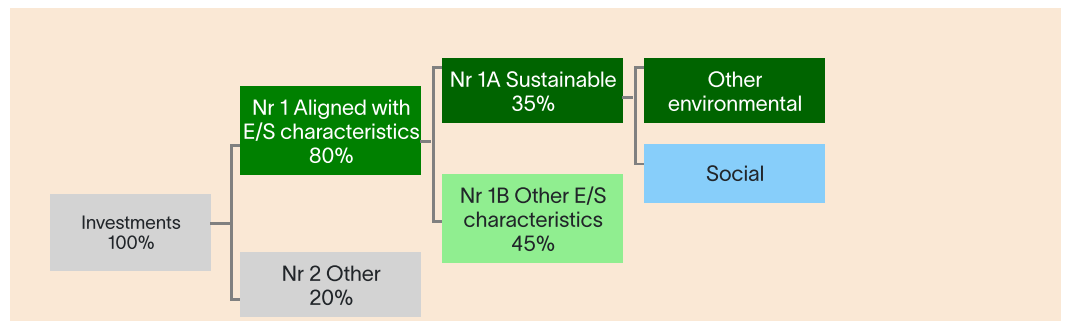 Investments
100%
Nr 1 Aligned with
E/S characteristics
80%
Nr 2 Other
20%
Nr 1A Sustainable
35%
Nr 1B Other E/S
characteristics
45%
Other
environmental
Social